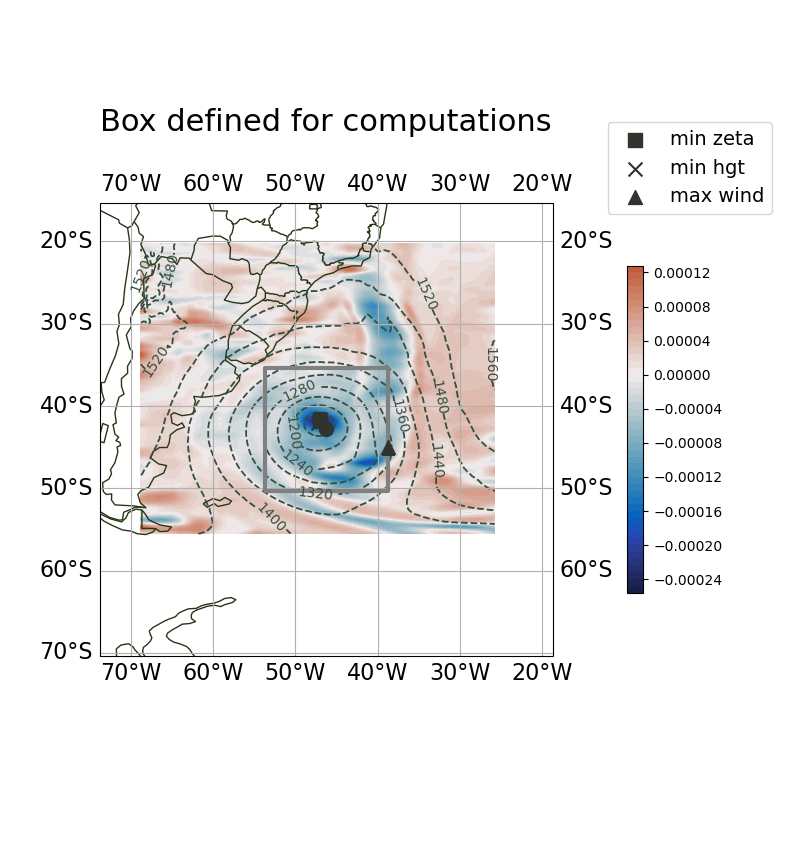 Box defined for computations
min zeta
min hgt
max wind
70°W 60°W 50°W 40°W 30°W 20°W
20°S 20°S
30°S 30°S
40°S 40°S
50°S 50°S
60°S 60°S
70°S
70°W 60°W 50°W 40°W 30°W 20°W
1520
1480
1520
1520
1560
1280
1480
1360
1200
1240
1440
1320
1400
0.00012
0.00008
0.00004
0.00000
−0.00004
−0.00008
−0.00012
−0.00016
−0.00020
−0.00024